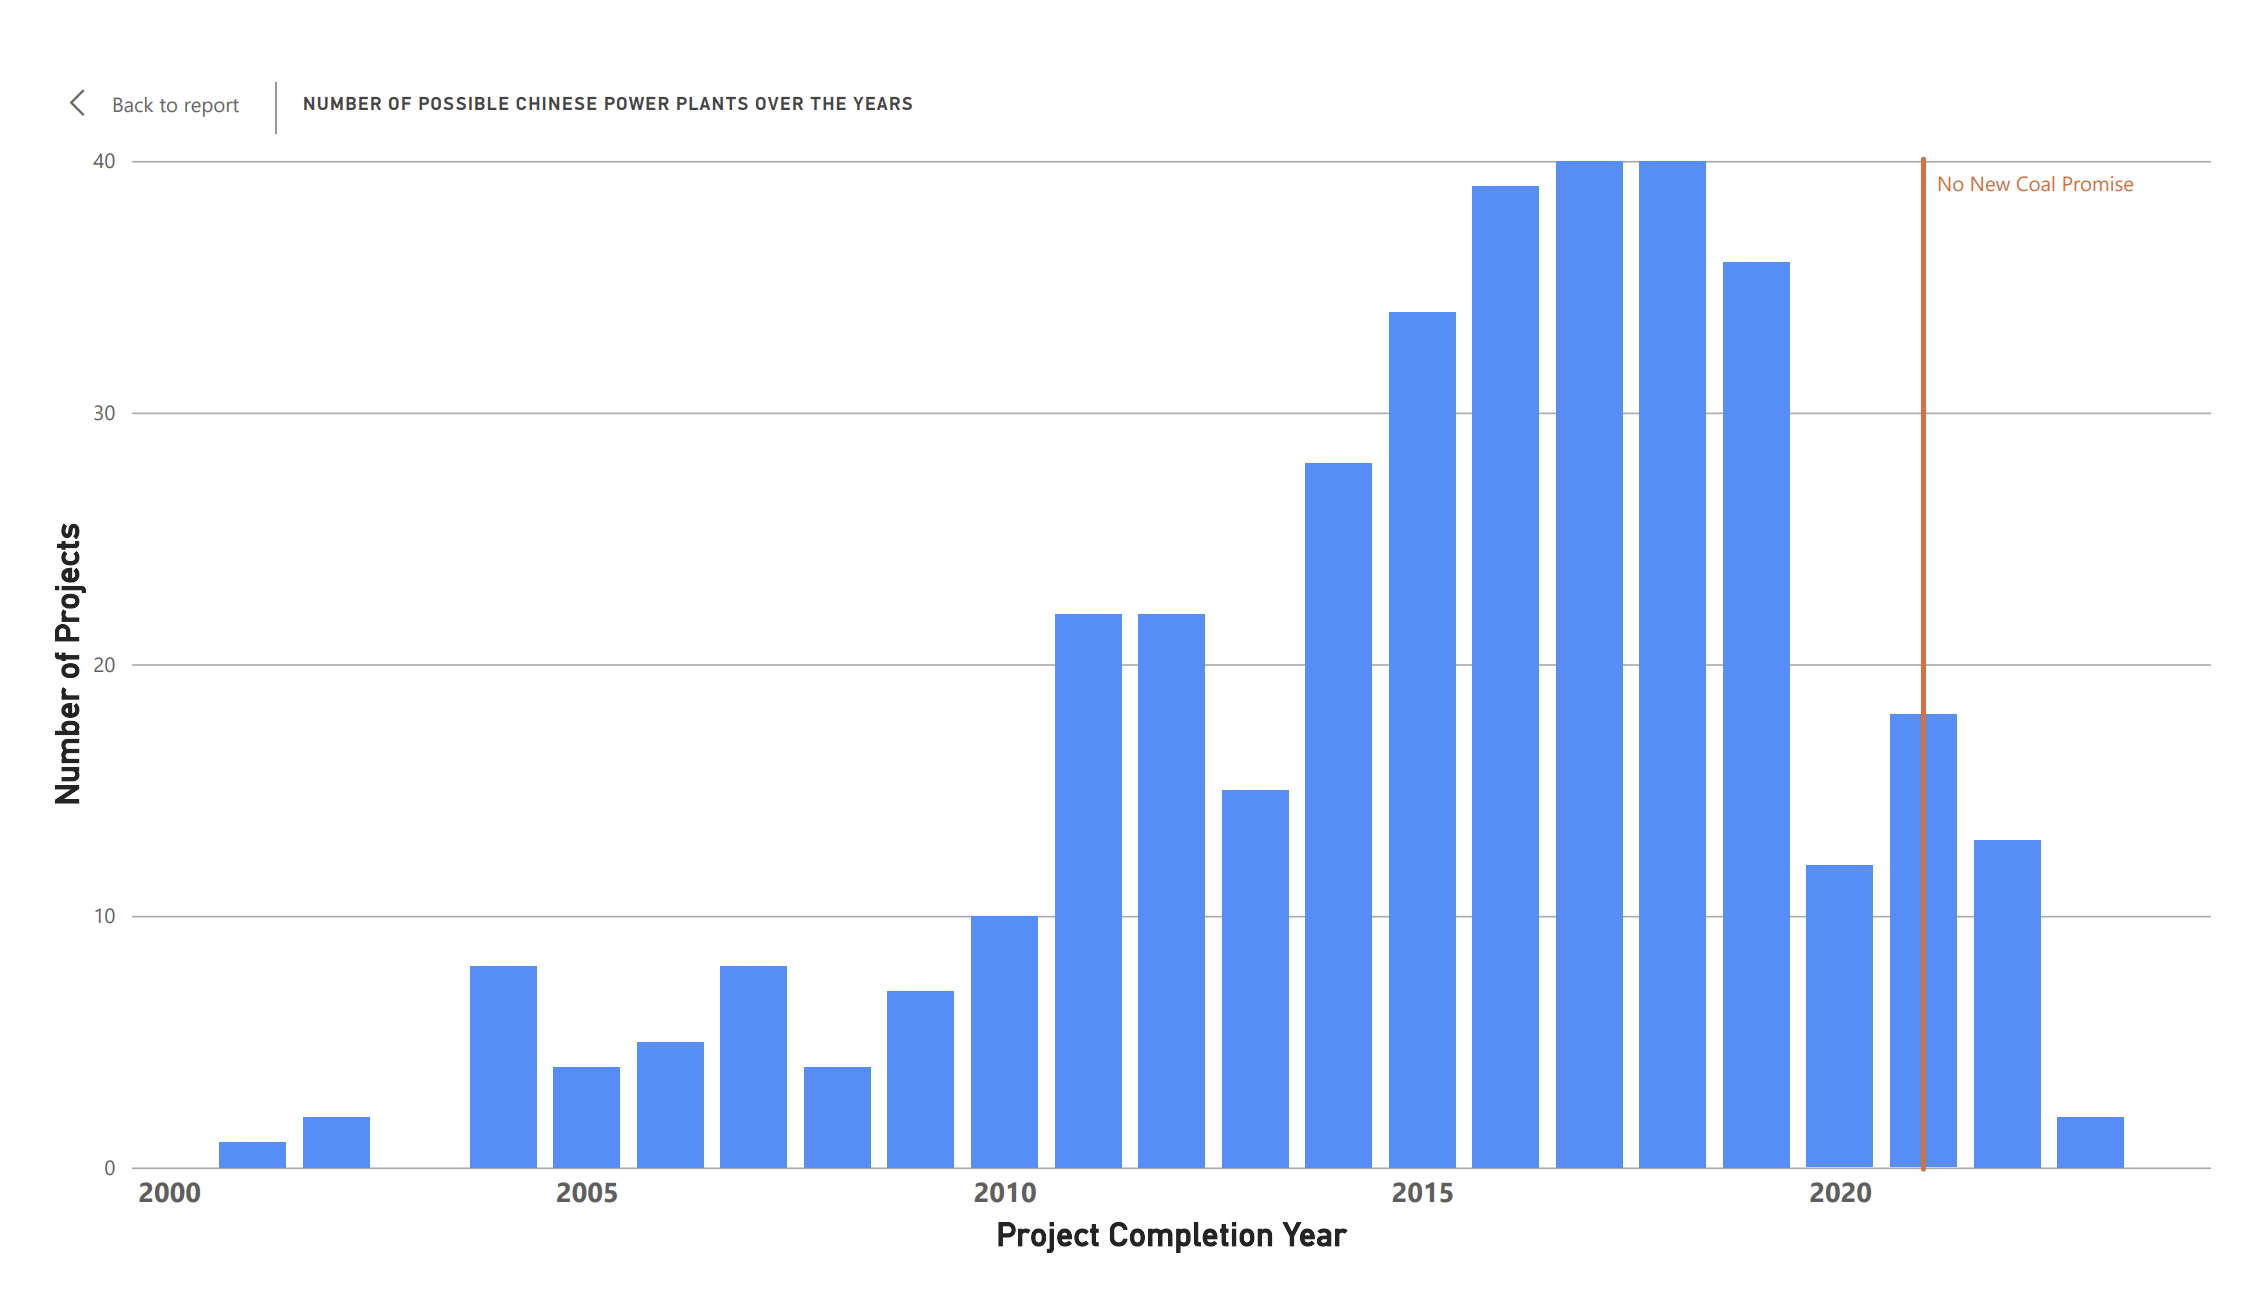 Back to report
NUMBER OF POSSIBLE CHINESE POWER PLANTS OVER THE YEARS
40
No New Coal Promise
30
20
10
0
Number of Projects
2000 2005 2010 2015 2020
Project Completion Year